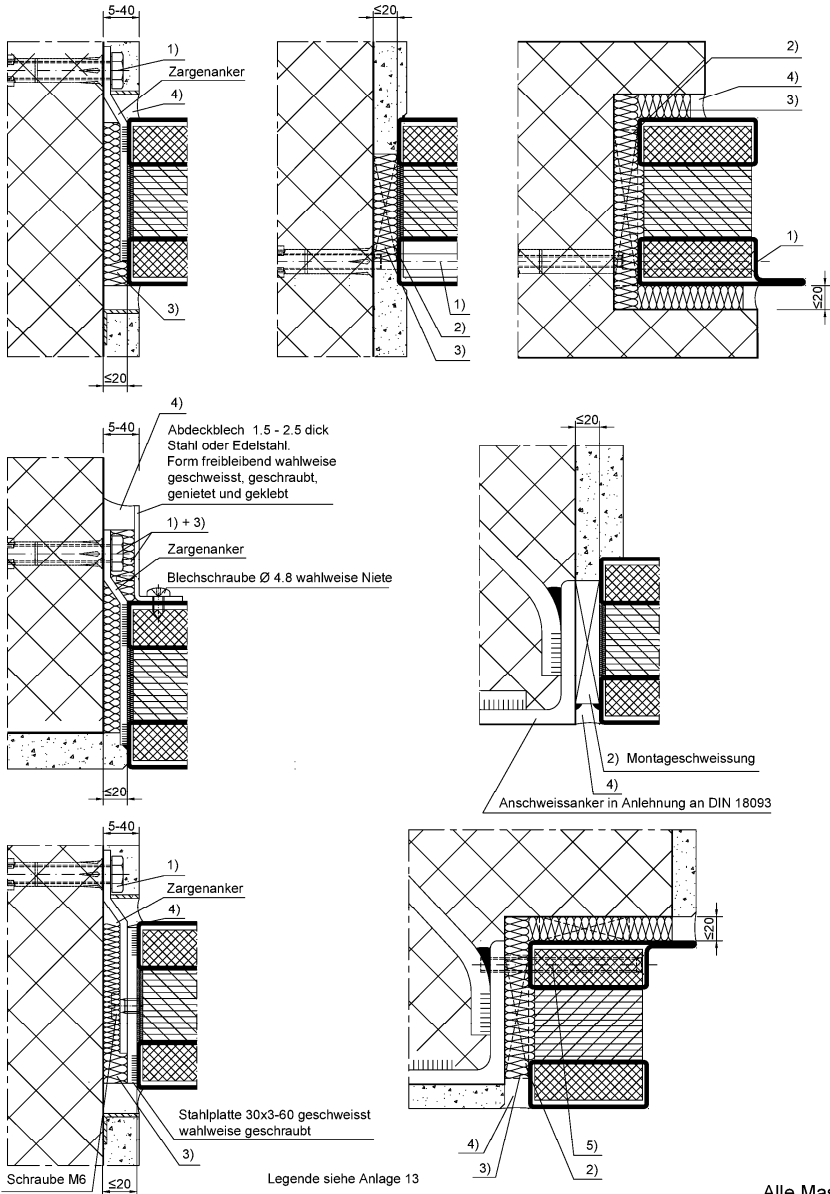 5-40
≤20
1)
Zargenanker
4)
3)
≤20
1)
2)
3)
2)
4)
3)
1)
≤20
4)
5-40
Abdeckblech 1.5 - 2.5 dick
Stahl oder Edelstahl.
Form freibleibend wahlweise
geschweisst, geschraubt,
genietet und geklebt
1) + 3)
Zargenanker
Blechschraube Ø 4.8 wahlweise Niete
≤20
≤20
2) Montageschweissung
4)
Anschweissanker in Anlehnung an DIN 18093
5-40
1)
Zargenanker
4)
Stahlplatte 30x3-60 geschweisst
wahlweise geschraubt
3)
Schraube M6
≤20
≤20
4)
5)
3)
2)
Legende siehe Anlage 13